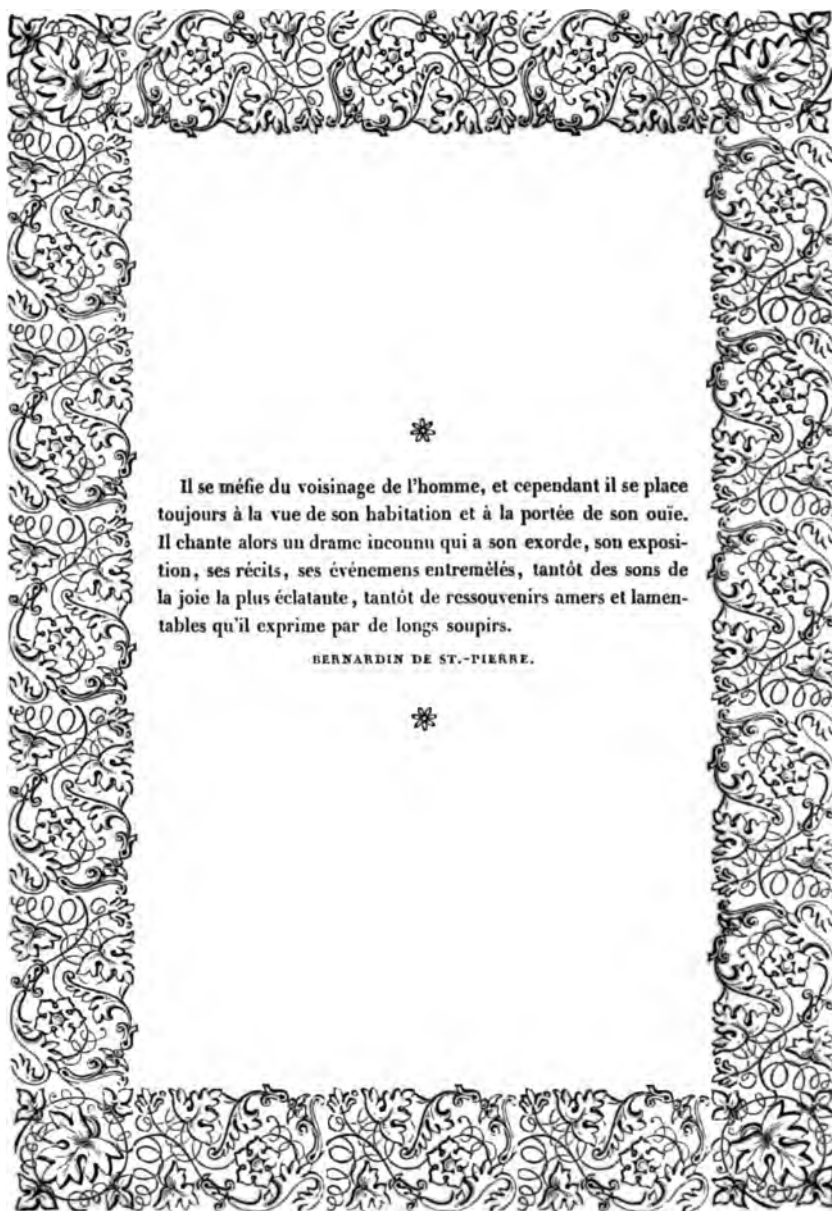 Il se méfie du voisinage de l'homme, et cependant il se place
toujours à la vue de son habitation et à la portée de son ouïe.
Il chante alors un drame inconnu qui a son exorde, son exposi-
tion, ses récits, ses événemens entremêlés, tantôt des sons de
la joie la plus éclatante, tantôt de ressouvenirs amers et lamen-
tables qu'il exprime par de longs soupirs.
BERNARDIN DE ST.-PIERRE.